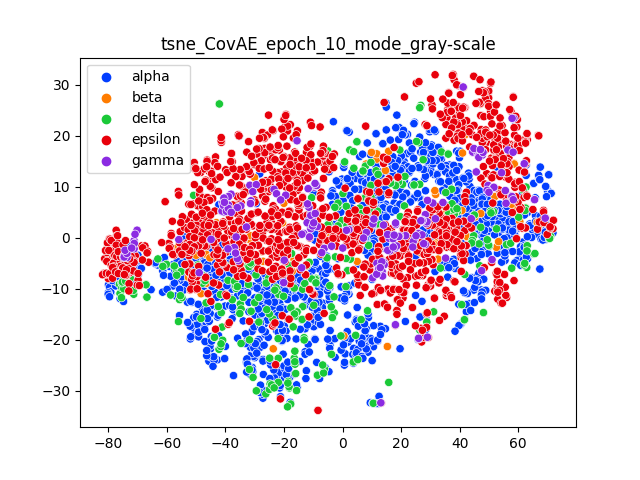 tsne_CovAE_epoch_10_mode_gray-scale
alpha
beta
delta
epsilon
gamma
30
20
10
0
−10
−20
−30
−80 −60 −40 −20 0 20 40 60